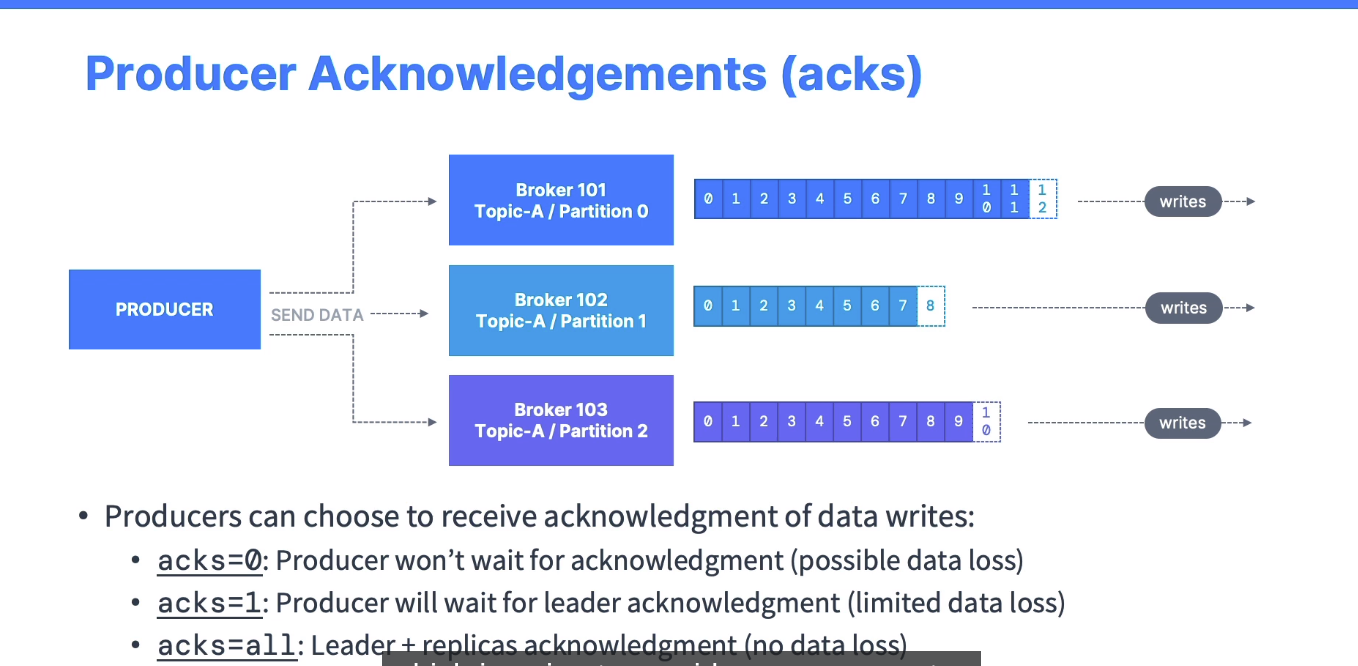 Producer Acknowledgements (acks)
Broker 101
Topic-A / Partition 0
0 1 2 3 4 5 6 7 8 9 10 11 12
writes
PRODUCER
SEND DATA
Broker 102
Topic-A / Partition 1
0 1 2 3 4 5 6 7 8
writes
Broker 103
Topic-A / Partition 2
0 1 2 3 4 5 6 7 8 9 10
writes
• Producers can choose to receive acknowledgment of data writes:
• acks=0: Producer won't wait for acknowledgment (possible data loss)
• acks=1: Producer will wait for leader acknowledgment (limited data loss)
• acks=all: Leader + replicas acknowledgment (no data loss)